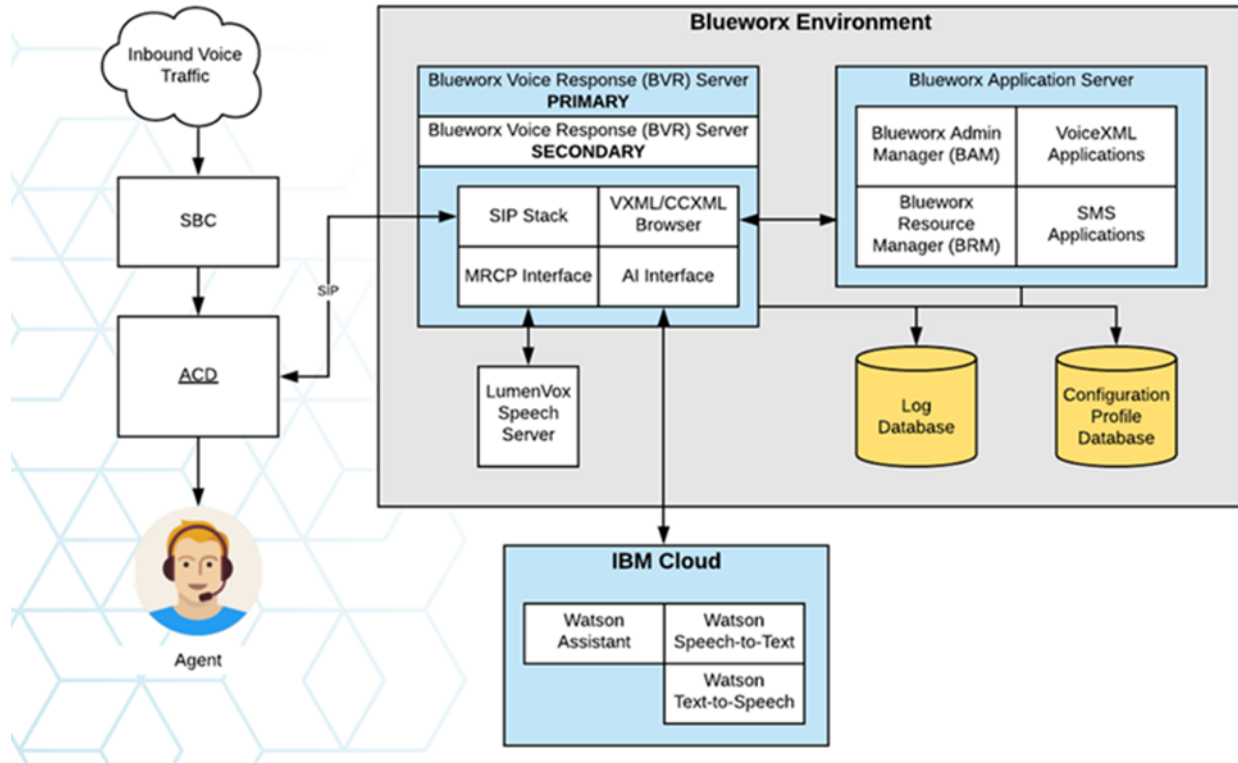 Inbound Voice
Traffic
SBC
SIP
ACD
Agent
Blueworx Environment
Blueworx Voice Response (BVR) Server
PRIMARY
Blueworx Voice Response (BVR) Server
SECONDARY
SIP Stack
VXML/CCXML
Browser
MRCP Interface
AI Interface
LumenVox
Speech
Server
Blueworx Application Server
Blueworx Admin
Manager (BAM)
VoiceXML
Applications
Blueworx
Resource
Manager (BRM)
SMS
Applications
Log
Database
Configuration
Profile
Database
IBM Cloud
Watson
Assistant
Watson
Speech-to-Text
Watson
Text-to-Speech